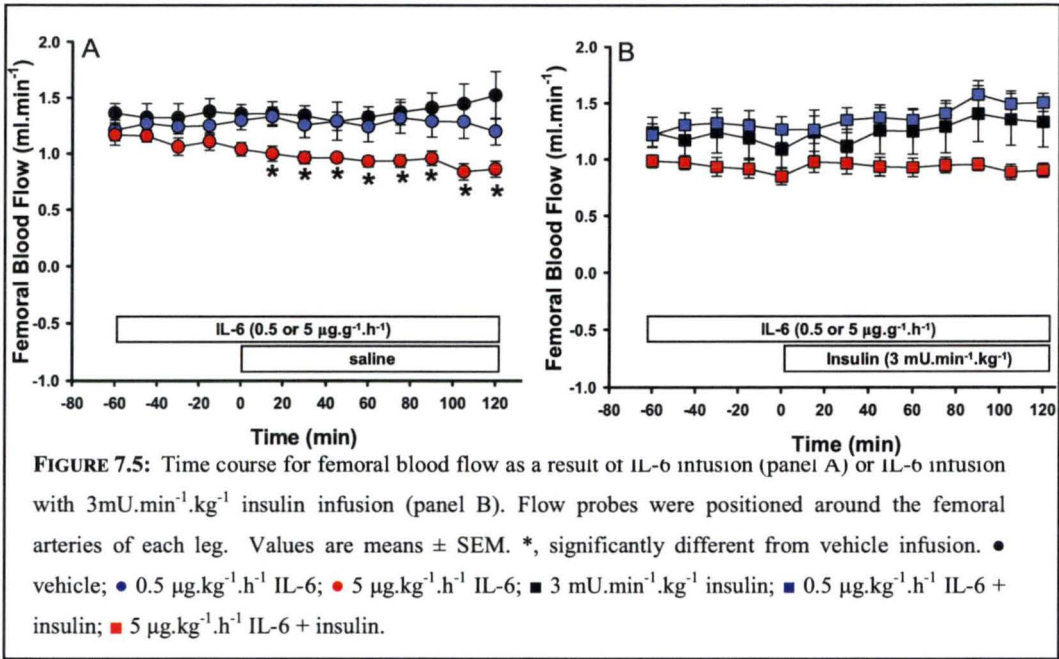 A
Femoral Blood Flow (ml.min⁻¹)
2.0
1.5
1.0
0.5
0.0
-0.5
-1.0
* * * * * * * *
IL-6 (0.5 or 5 µg.g⁻¹.h⁻¹)
saline
-80 -60 -40 -20 0 20 40 60 80 100 120
Time (min)
B
Femoral Blood Flow (ml.min⁻¹)
2.0
1.5
1.0
0.5
0.0
-0.5
-1.0
IL-6 (0.5 or 5 µg.g⁻¹.h⁻¹)
Insulin (3 mU.min⁻¹.kg⁻¹)
-80 -60 -40 -20 0 20 40 60 80 100 120
Time (min)
FIGURE 7.5: Time course for femoral blood flow as a result of IL-6 infusion (panel A) or IL-6 infusion
with 3mU.min⁻¹.kg⁻¹ insulin infusion (panel B). Flow probes were positioned around the femoral
arteries of each leg. Values are means ± SEM. *, significantly different from vehicle infusion. ●
vehicle; ● 0.5 µg.kg⁻¹.h⁻¹ IL-6; ● 5 µg.kg⁻¹.h⁻¹ IL-6; ■ 3 mU.min⁻¹.kg⁻¹ insulin; ■ 0.5 µg.kg⁻¹.h⁻¹ IL-6 +
insulin; ■ 5 µg.kg⁻¹.h⁻¹ IL-6 + insulin.